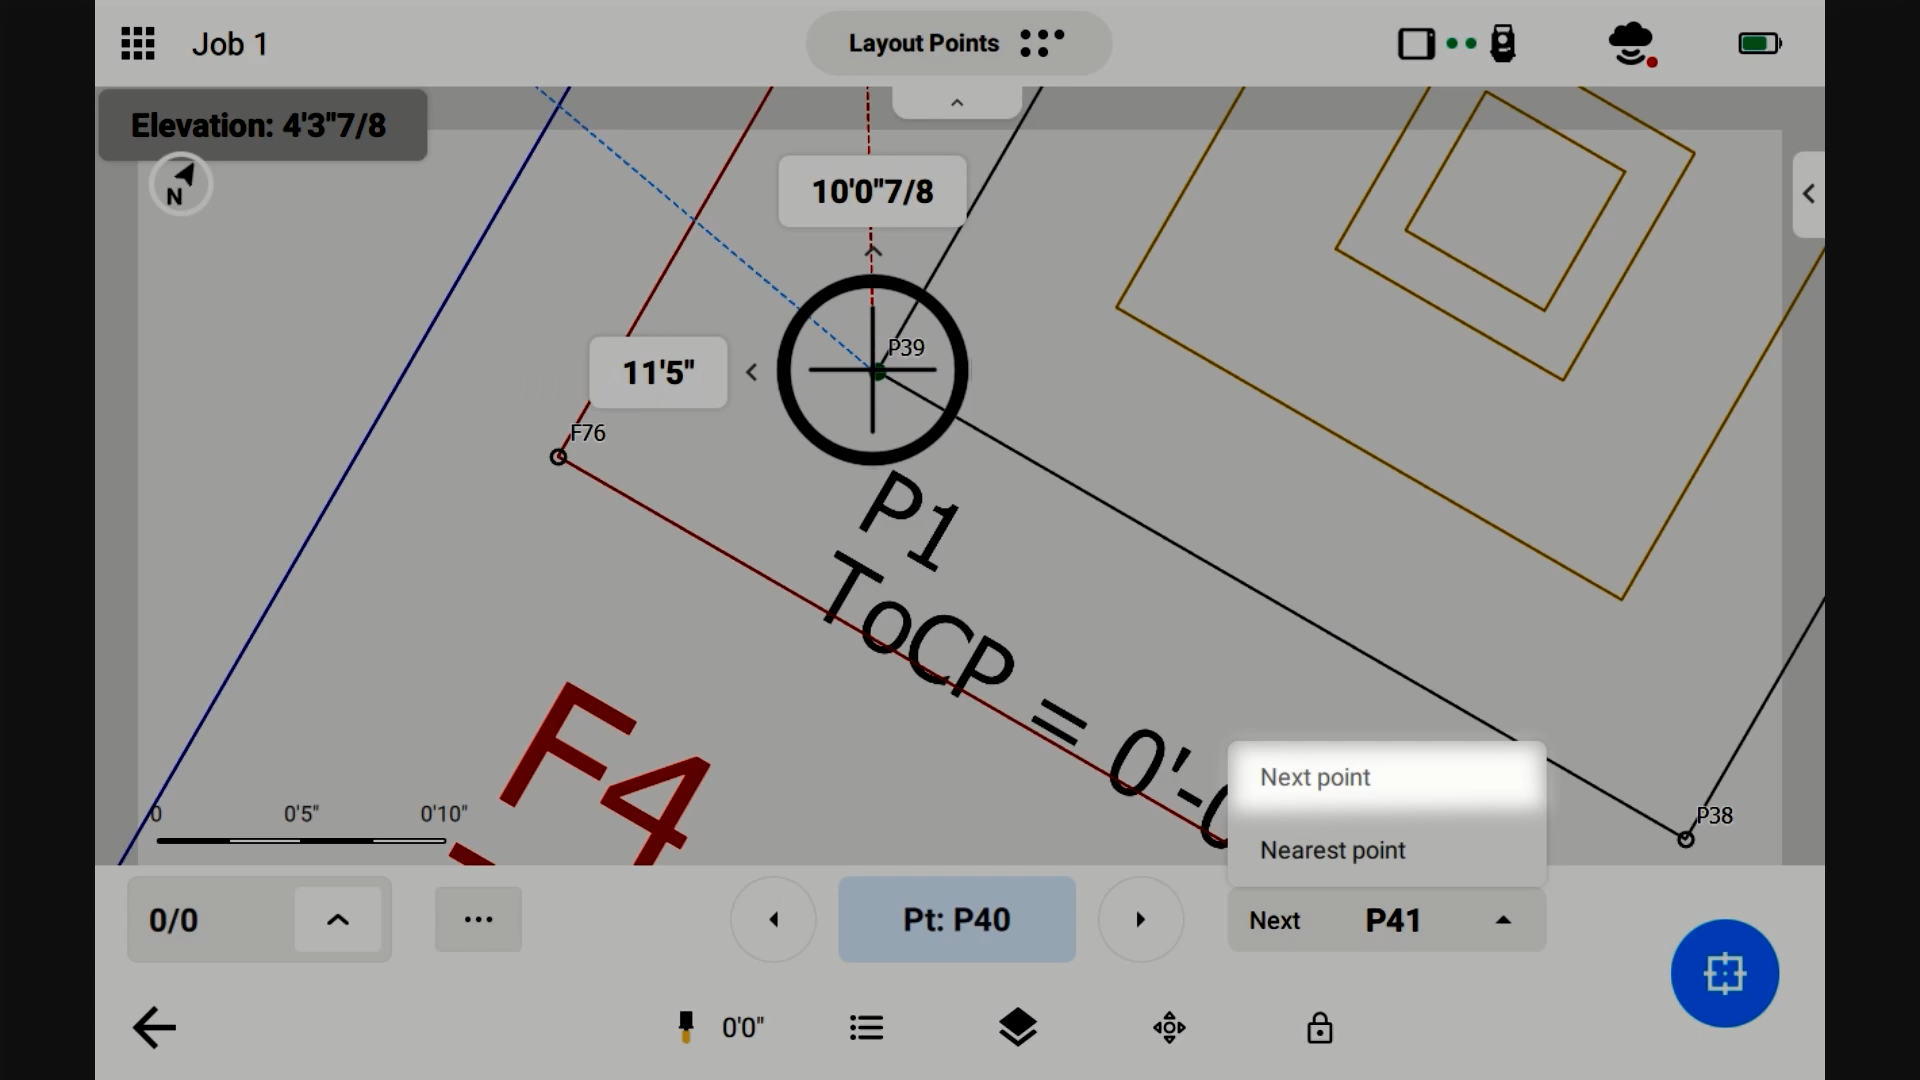 Job 1
Layout Points
Elevation: 4'3"7/8
N
10'0"7/8
P39
11'5"
F76
P1
ToCP = 0'-0
F4
0 0'5" 0'10"
Next point
Nearest point
P38
0/0
...
Pt: P40
Next P41
0'0"